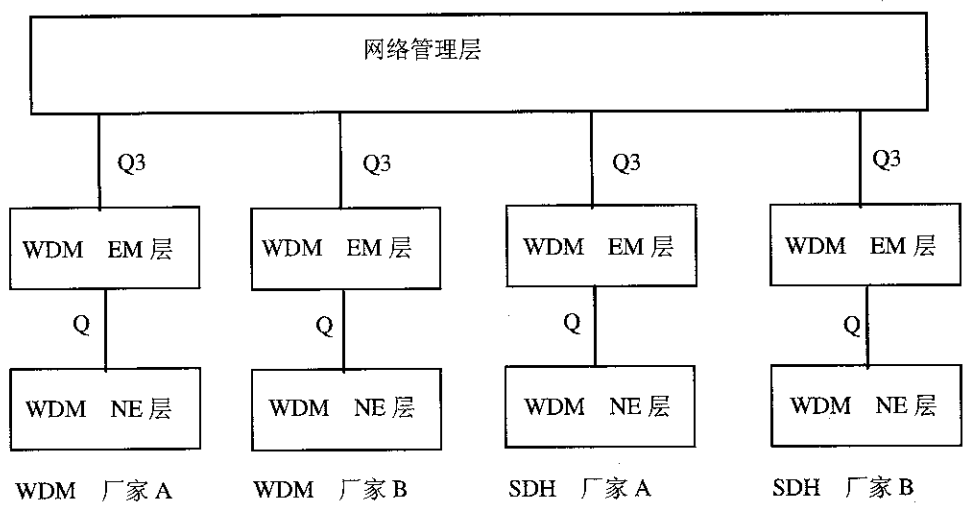 网络管理层
Q3 Q3 Q3 Q3
WDM EM 层 WDM EM 层 WDM EM 层 WDM EM 层
Q Q Q Q
WDM NE 层 WDM NE 层 WDM NE 层 WDM NE 层
WDM 厂家 A WDM 厂家 B SDH 厂家 A SDH 厂家 B